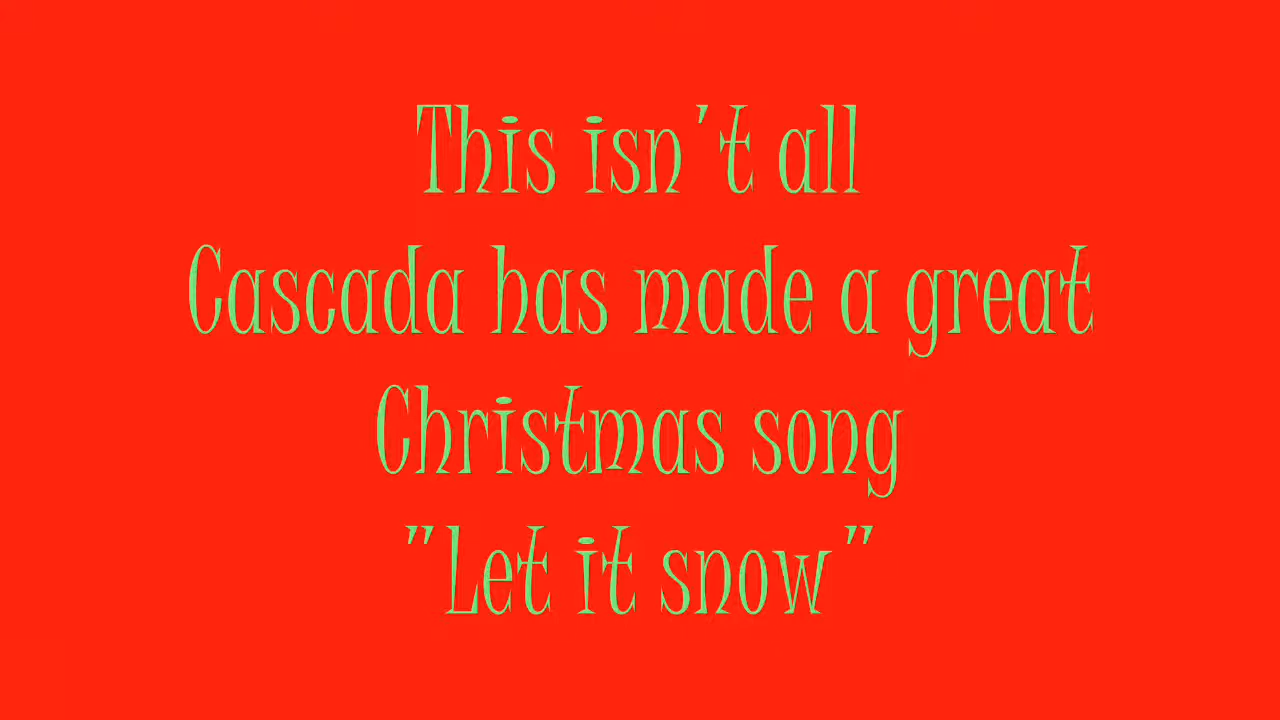 This isn't all
Cascada has made a great
Christmas song
"Let it snow"